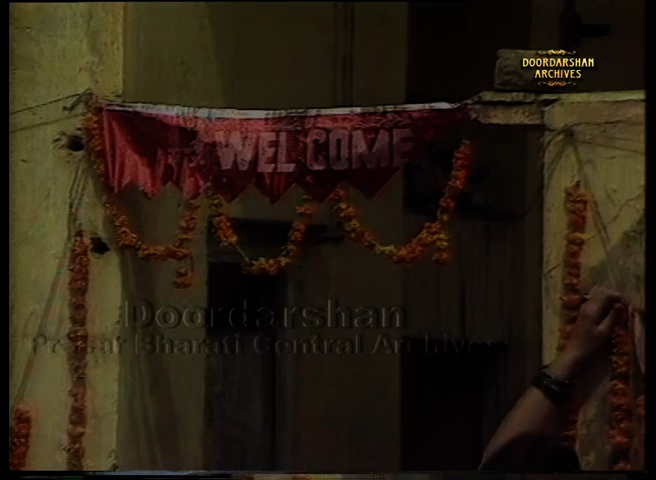 DOORDARSHAN
ARCHIVES
WEL COME
Doordarshan
Prasar Bharati Central Archives